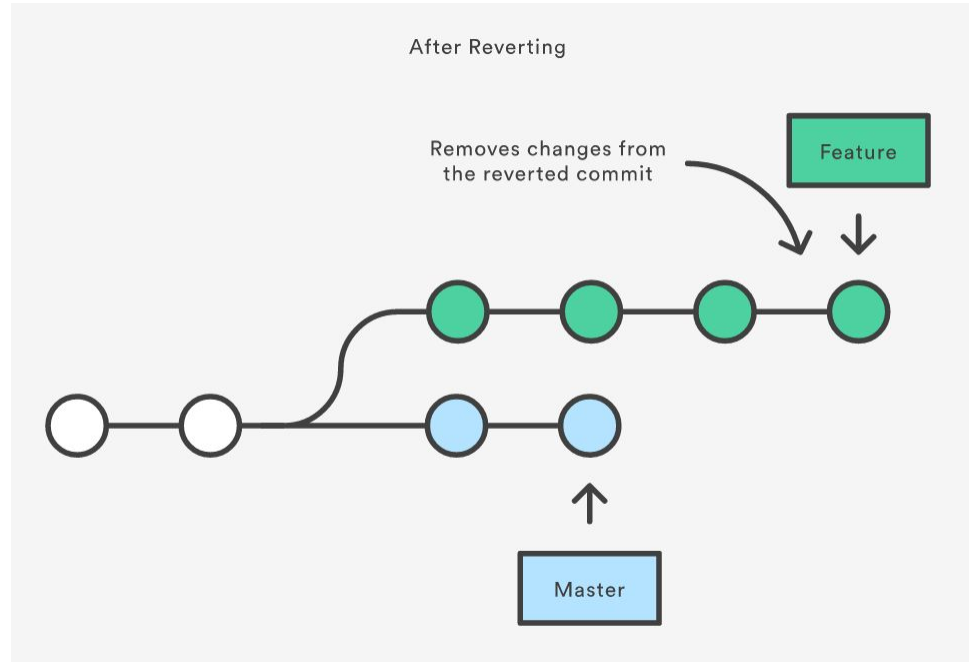 After Reverting
Removes changes from
the reverted commit
Feature
Master